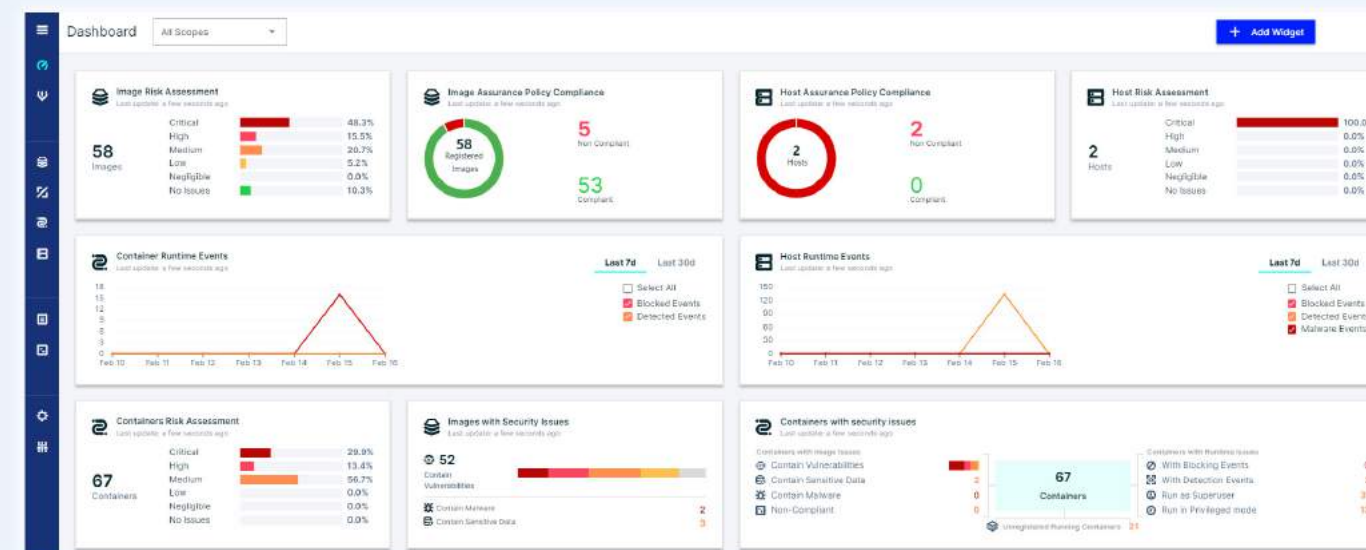 Dashboard All Scopes + Add Widget
Image Risk Assessment
Last update: a few seconds ago
58
Images
Critical 48.3%
High 15.5%
Medium 20.7%
Low 5.2%
Negligible 0.0%
No Issues 10.3%
Image Assurance Policy Compliance
Last update: a few seconds ago
58
Registered
Images
5
Non Compliant
53
Compliant
Host Assurance Policy Compliance
Last update: a few seconds ago
2
Hosts
2
Non Compliant
0
Compliant
Host Risk Assessment
Last update: a few seconds ago
2
Hosts
Critical 100.0
High 0.0%
Medium 0.0%
Low 0.0%
Negligible 0.0%
No Issues 0.0%
Container Runtime Events
Last update: a few seconds ago
Last 7d Last 30d
Select All
Blocked Events
Detected Events
18
15
12
9
6
3
0
Feb 10 Feb 11 Feb 12 Feb 13 Feb 14 Feb 15 Feb 16
Host Runtime Events
Last update: a few seconds ago
Last 7d Last 30d
Select All
Blocked Events
Detected Event
Malware Events
150
120
90
60
0
Feb 10 Feb 11 Feb 12 Feb 13 Feb 14 Feb 15 Feb 16
Containers Risk Assessment
Last update: a few seconds ago
67
Containers
Critical 29.9%
High 13.4%
Medium 56.7%
Low 0.0%
Negligible 0.0%
No Issues 0.0%
Images with Security Issues
Last update: a few seconds ago
52
Contain
Vulnerabilities
Contain Malware 2
Contain Sensitive Data 3
Containers with security issues
Last update: a few seconds ago
Containers with Image Issues
Contain Vulnerabilities
Contain Sensitive Data 2
Contain Malware 0
Non-Compliant 0
67
Containers
Unregistered Running Containers 21
Containers with Runtime Issues
With Blocking Events
With Detection Events
Run as Superuser
Run in Privileged mode